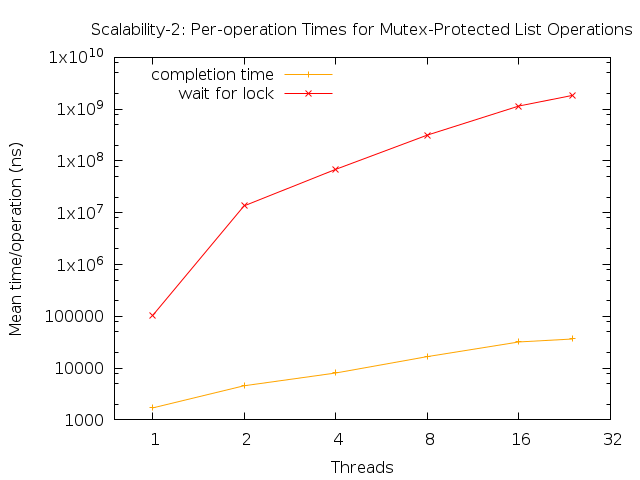 Scalability-2: Per-operation Times for Mutex-Protected List Operations
1x10^10
completion time
wait for lock
1x10^9
1x10^8
1x10^7
1x10^6
100000
10000
1000
Mean time/operation (ns)
1 2 4 8 16 32
Threads